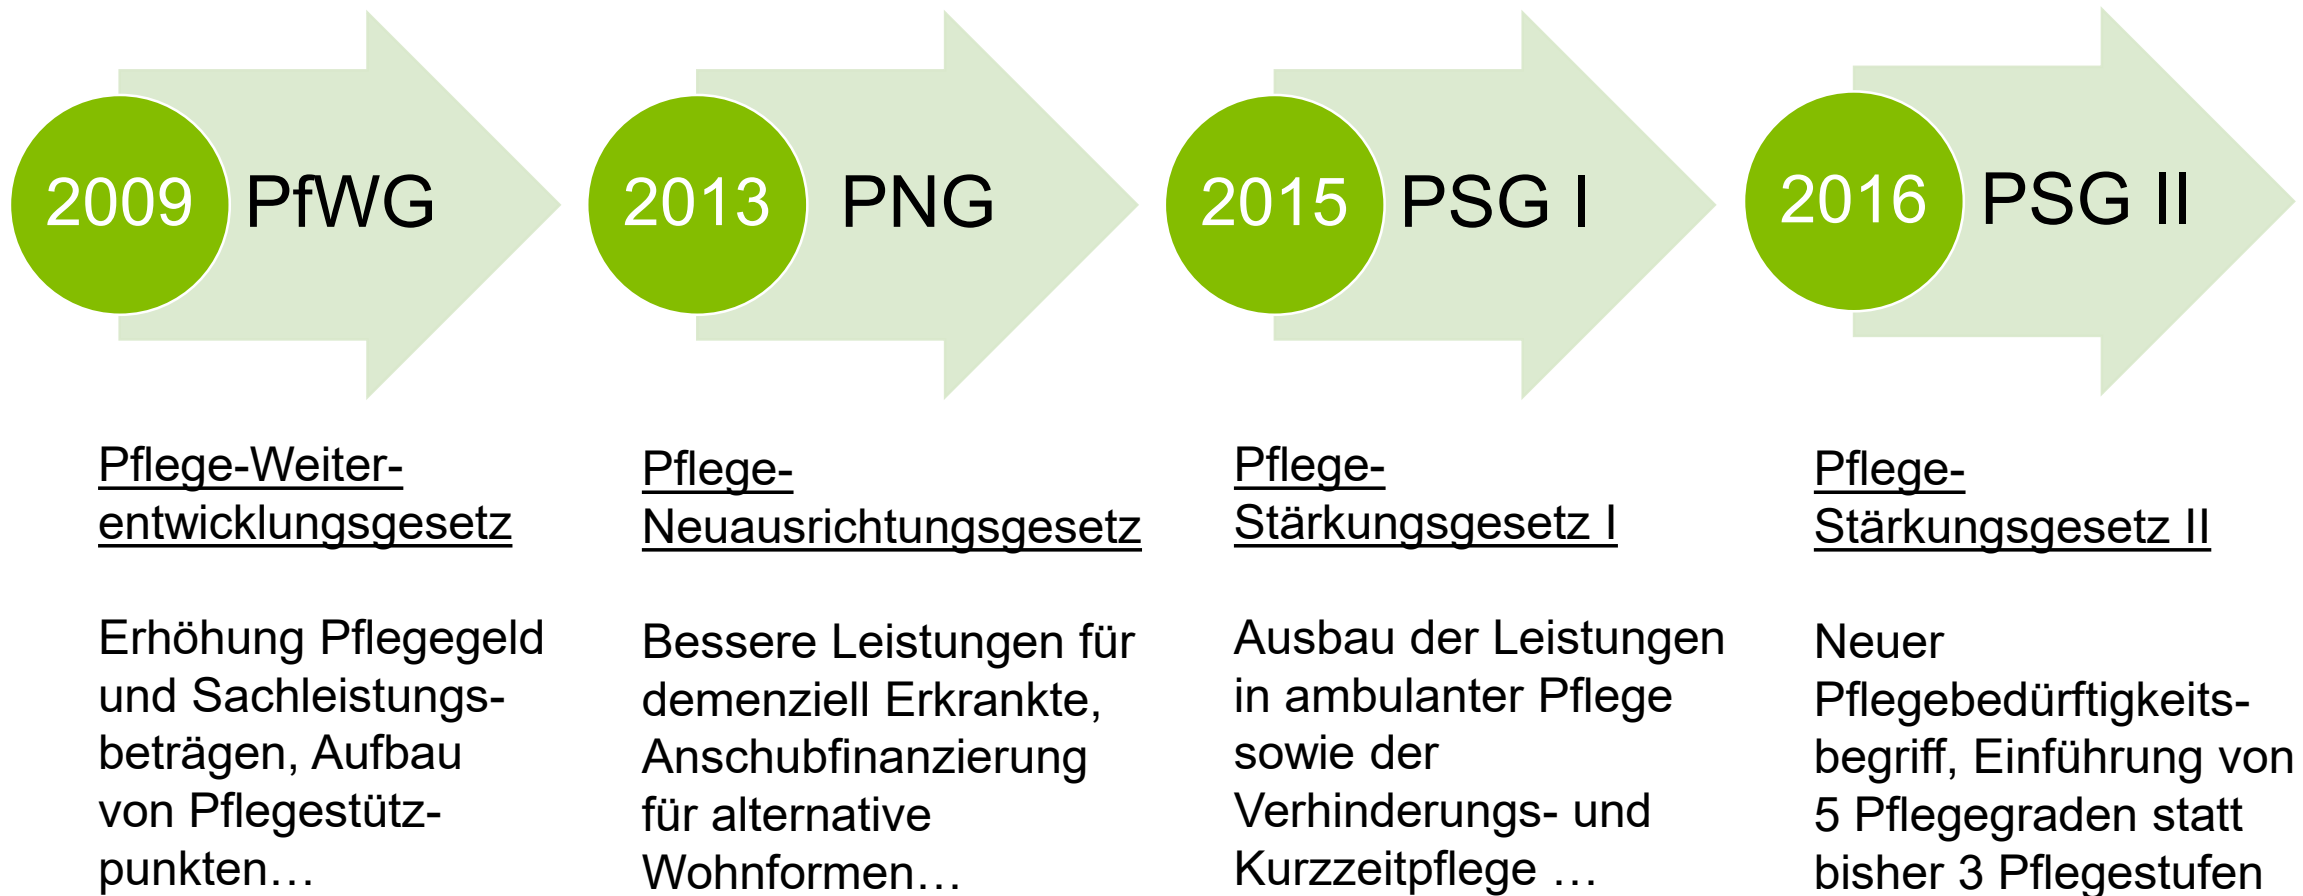 2009 PfWG
2013 PNG
2015 PSG I
2016 PSG II
Pflege-Weiter-
entwicklungsgesetz
Erhöhung Pflegegeld
und Sachleistungs-
beträgen, Aufbau
von Pflegestütz-
punkten…
Pflege-
Neuausrichtungsgesetz
Bessere Leistungen für
demenziell Erkrankte,
Anschubfinanzierung
für alternative
Wohnformen…
Pflege-
Stärkungsgesetz I
Ausbau der Leistungen
in ambulanter Pflege
sowie der
Verhinderungs- und
Kurzzeitpflege …
Pflege-
Stärkungsgesetz II
Neuer
Pflegebedürftigkeits-
begriff, Einführung von
5 Pflegegraden statt
bisher 3 Pflegestufen